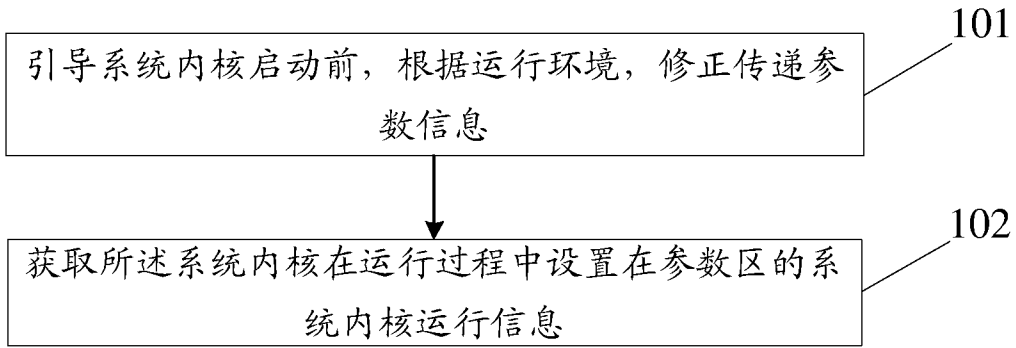 101
引导系统内核启动前，根据运行环境，修正传递参
数信息
102
获取所述系统内核在运行过程中设置在参数区的系
统内核运行信息